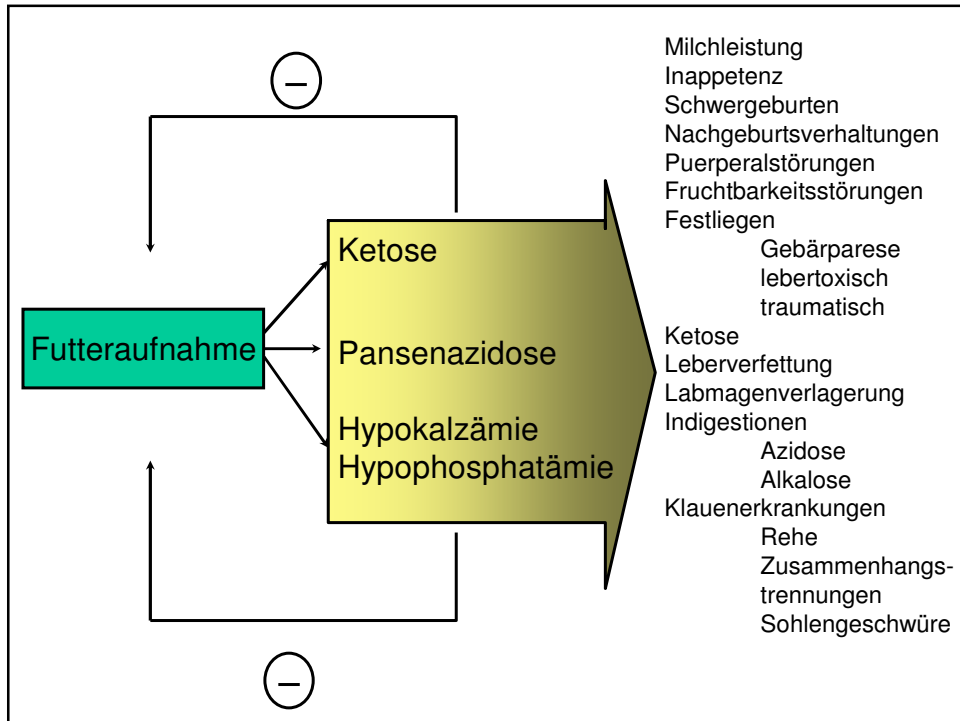 –
Futteraufnahme
Ketose
Pansenazidose
Hypokalzämie
Hypophosphatämie
–
Milchleistung
Inappetenz
Schwergeburten
Nachgeburtsverhaltungen
Puerperalstörungen
Fruchtbarkeitsstörungen
Festliegen
Gebärparese
lebertoxisch
traumatisch
Ketose
Leberverfettung
Labmagenverlagerung
Indigestionen
Azidose
Alkalose
Klauenerkrankungen
Rehe
Zusammenhangs-
trennungen
Sohlengeschwüre